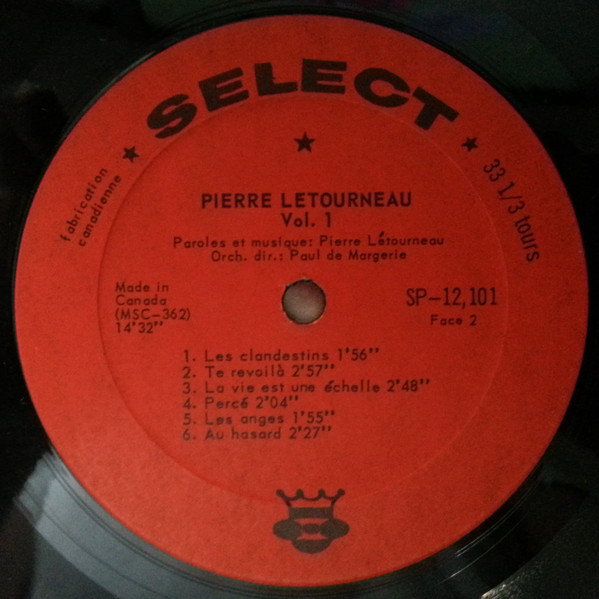 SELECT
fabrication
canadienne
33 1/3 tours
PIERRE LETOURNEAU
Vol. 1
Paroles et musique: Pierre Létourneau
Orch. dir.: Paul de Margerie
Made in
Canada
(MSC-362)
14'32''
SP-12,101
Face 2
1. Les clandestins 1'56''
2. Te revoilà 2'57''
3. La vie est une échelle 2'48''
4. Percé 2'04''
5. Les anges 1'55''
6. Au hasard 2'27''